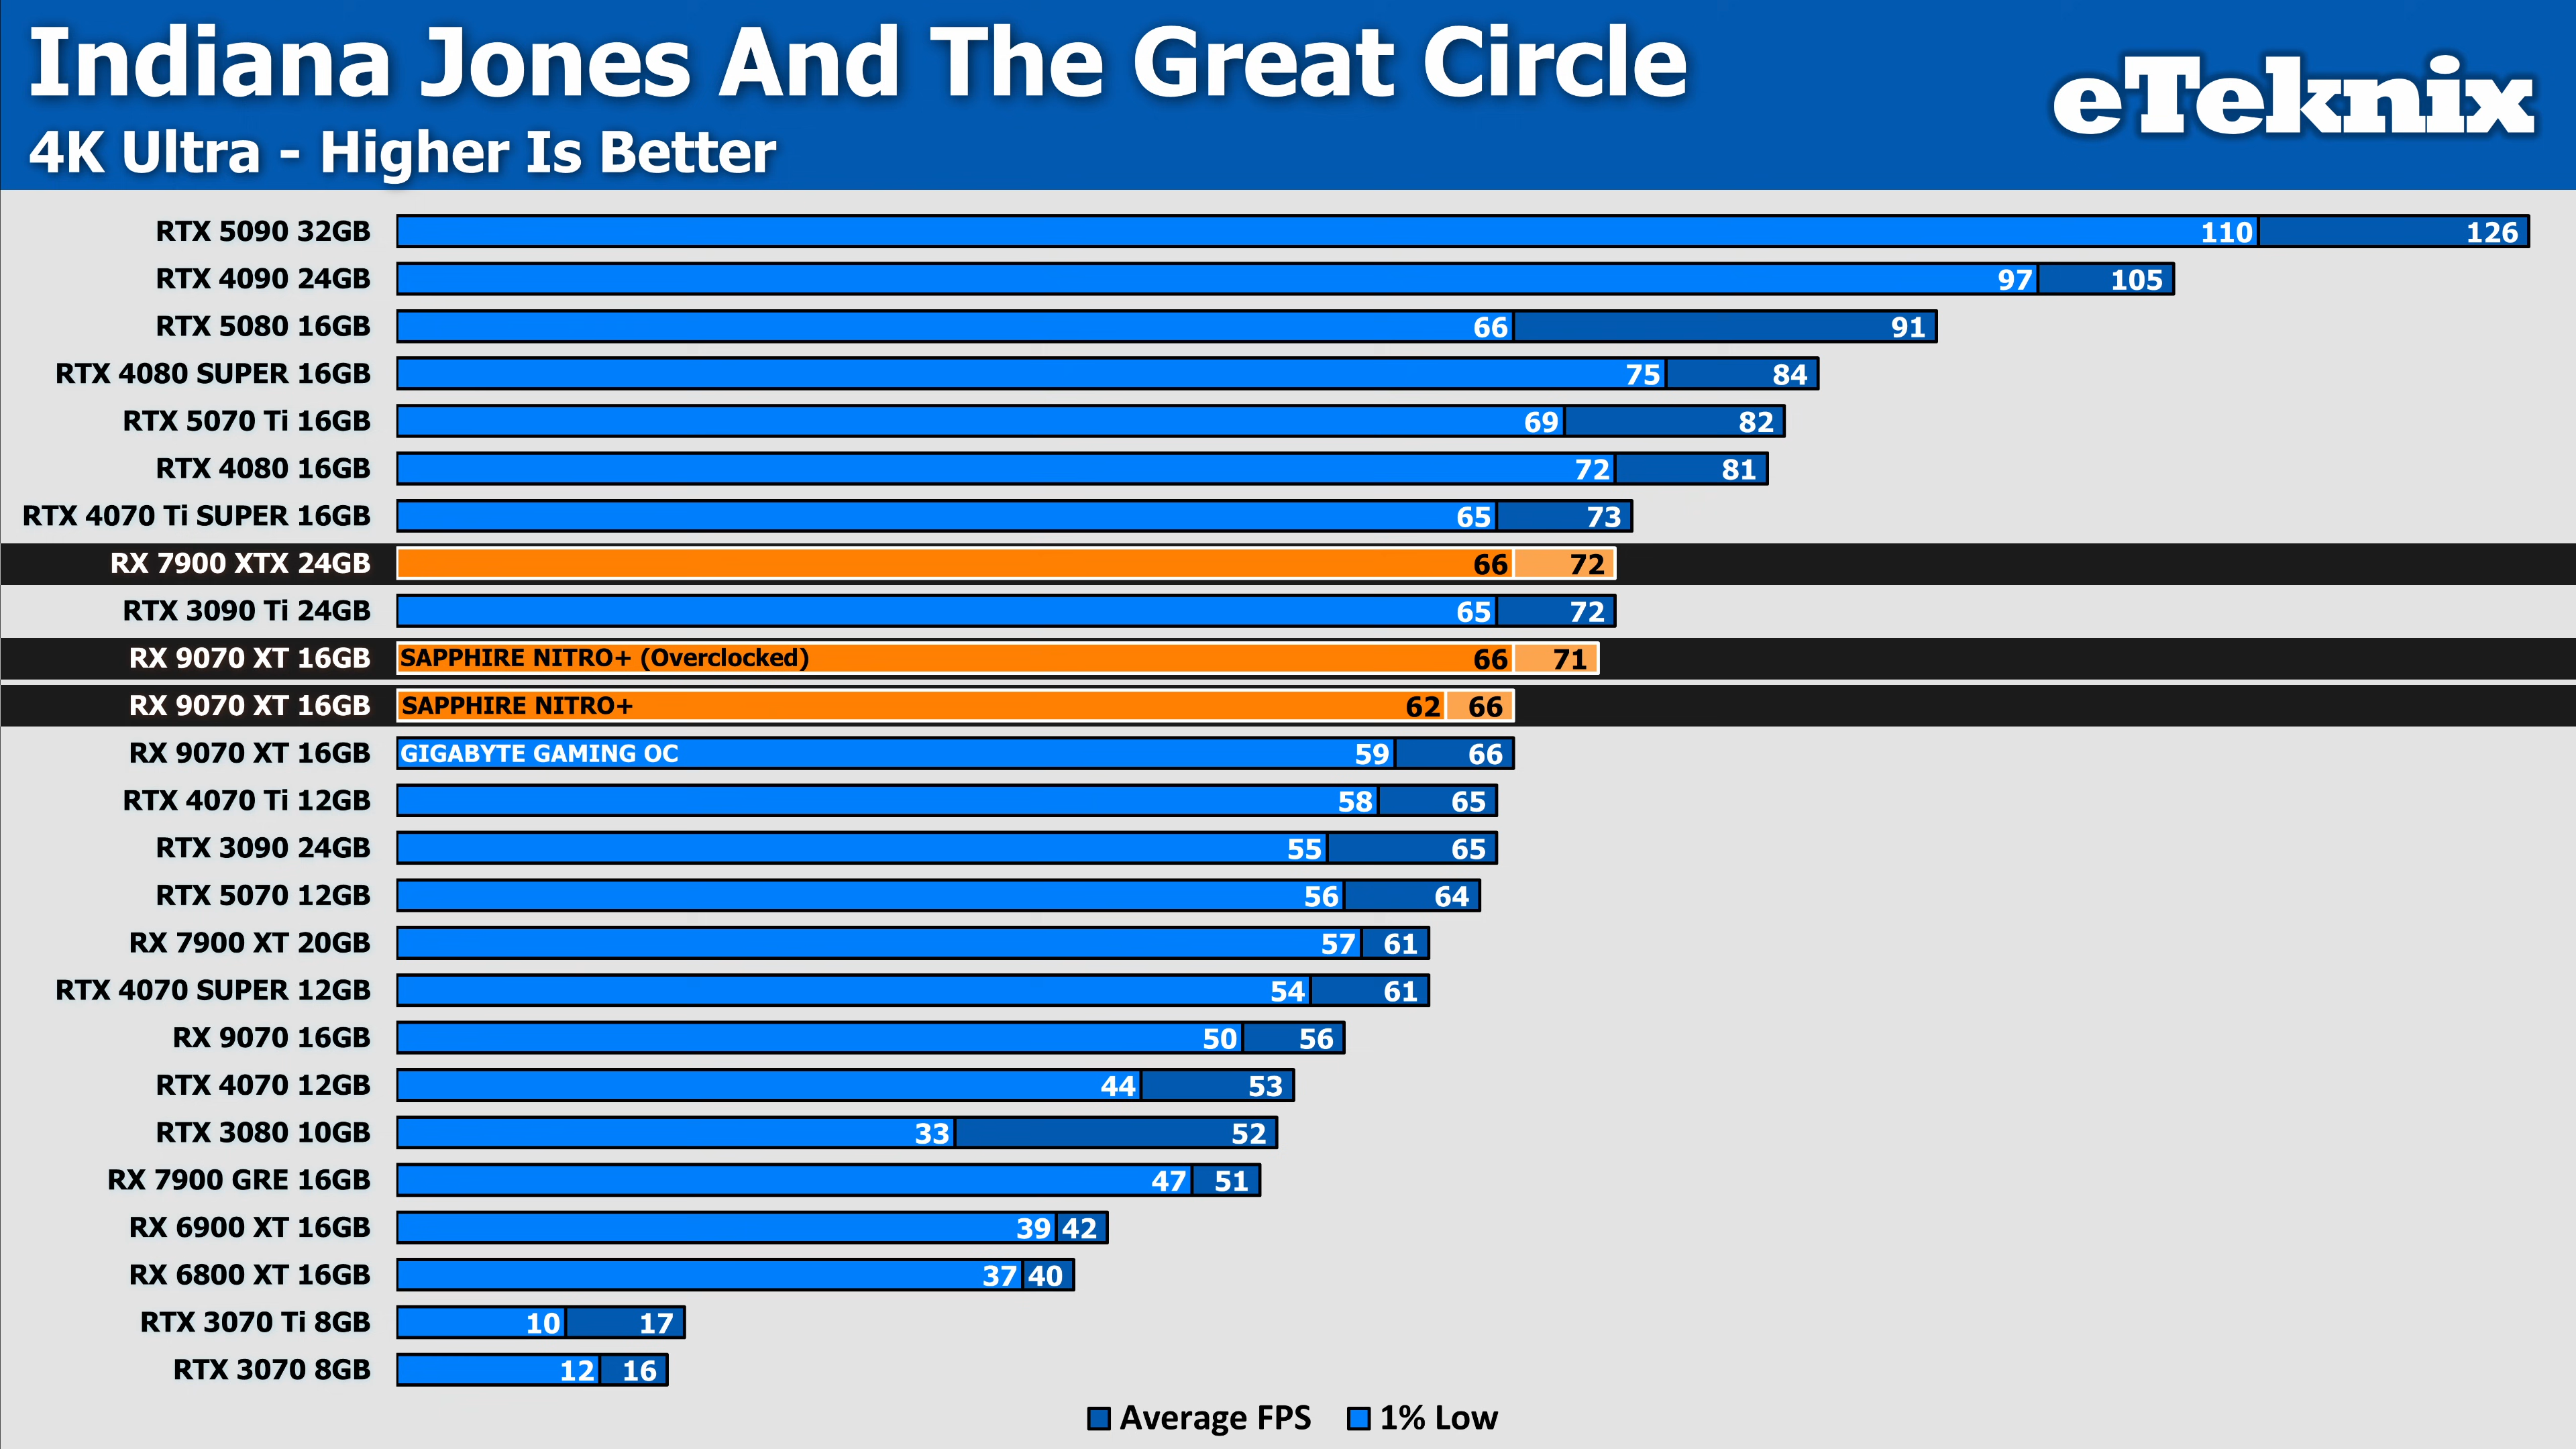 Indiana Jones And The Great Circle
eTeknix
4K Ultra - Higher Is Better
RTX 5090 32GB 110 126
RTX 4090 24GB 97 105
RTX 5080 16GB 66 91
RTX 4080 SUPER 16GB 75 84
RTX 5070 Ti 16GB 69 82
RTX 4080 16GB 72 81
RTX 4070 Ti SUPER 16GB 65 73
RX 7900 XTX 24GB 66 72
RTX 3090 Ti 24GB 65 72
RX 9070 XT 16GB SAPPHIRE NITRO+ (Overclocked) 66 71
RX 9070 XT 16GB SAPPHIRE NITRO+ 62 66
RX 9070 XT 16GB GIGABYTE GAMING OC 59 66
RTX 4070 Ti 12GB 58 65
RTX 3090 24GB 55 65
RTX 5070 12GB 56 64
RX 7900 XT 20GB 57 61
RTX 4070 SUPER 12GB 54 61
RX 9070 16GB 50 56
RTX 4070 12GB 44 53
RTX 3080 10GB 33 52
RX 7900 GRE 16GB 47 51
RX 6900 XT 16GB 39 42
RX 6800 XT 16GB 37 40
RTX 3070 Ti 8GB 10 17
RTX 3070 8GB 12 16
Average FPS 1% Low